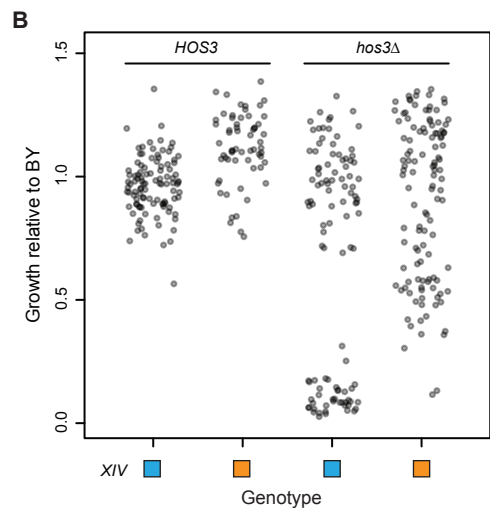 B
HOS3 hos3Δ
1.5
1.0
0.5
0.0
Growth relative to BY
XIV
Genotype